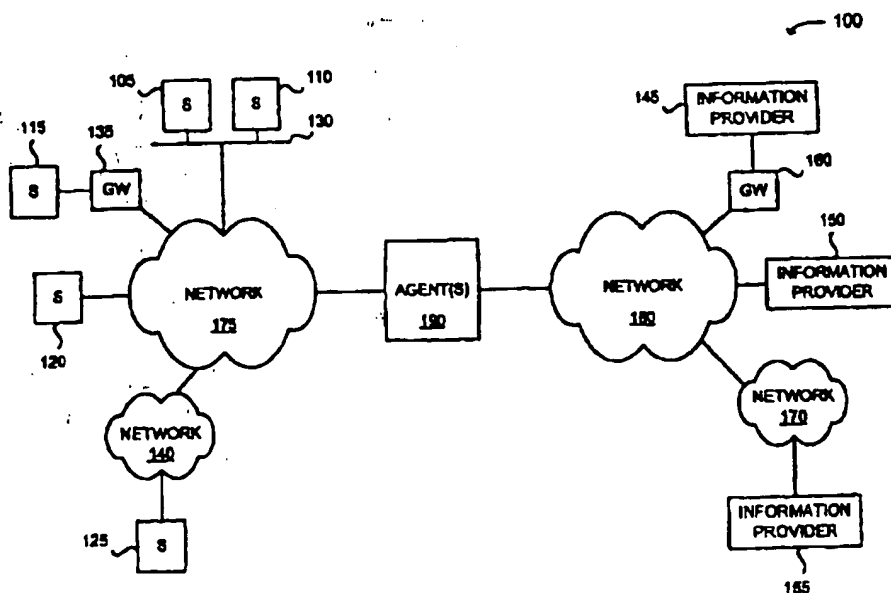 100
105
S
110
S
130
145
INFORMATION
PROVIDER
115
S
135
GW
160
GW
150
INFORMATION
PROVIDER
S
120
NETWORK
175
AGENT(S)
190
NETWORK
180
NETWORK
140
NETWORK
170
125
S
INFORMATION
PROVIDER
155